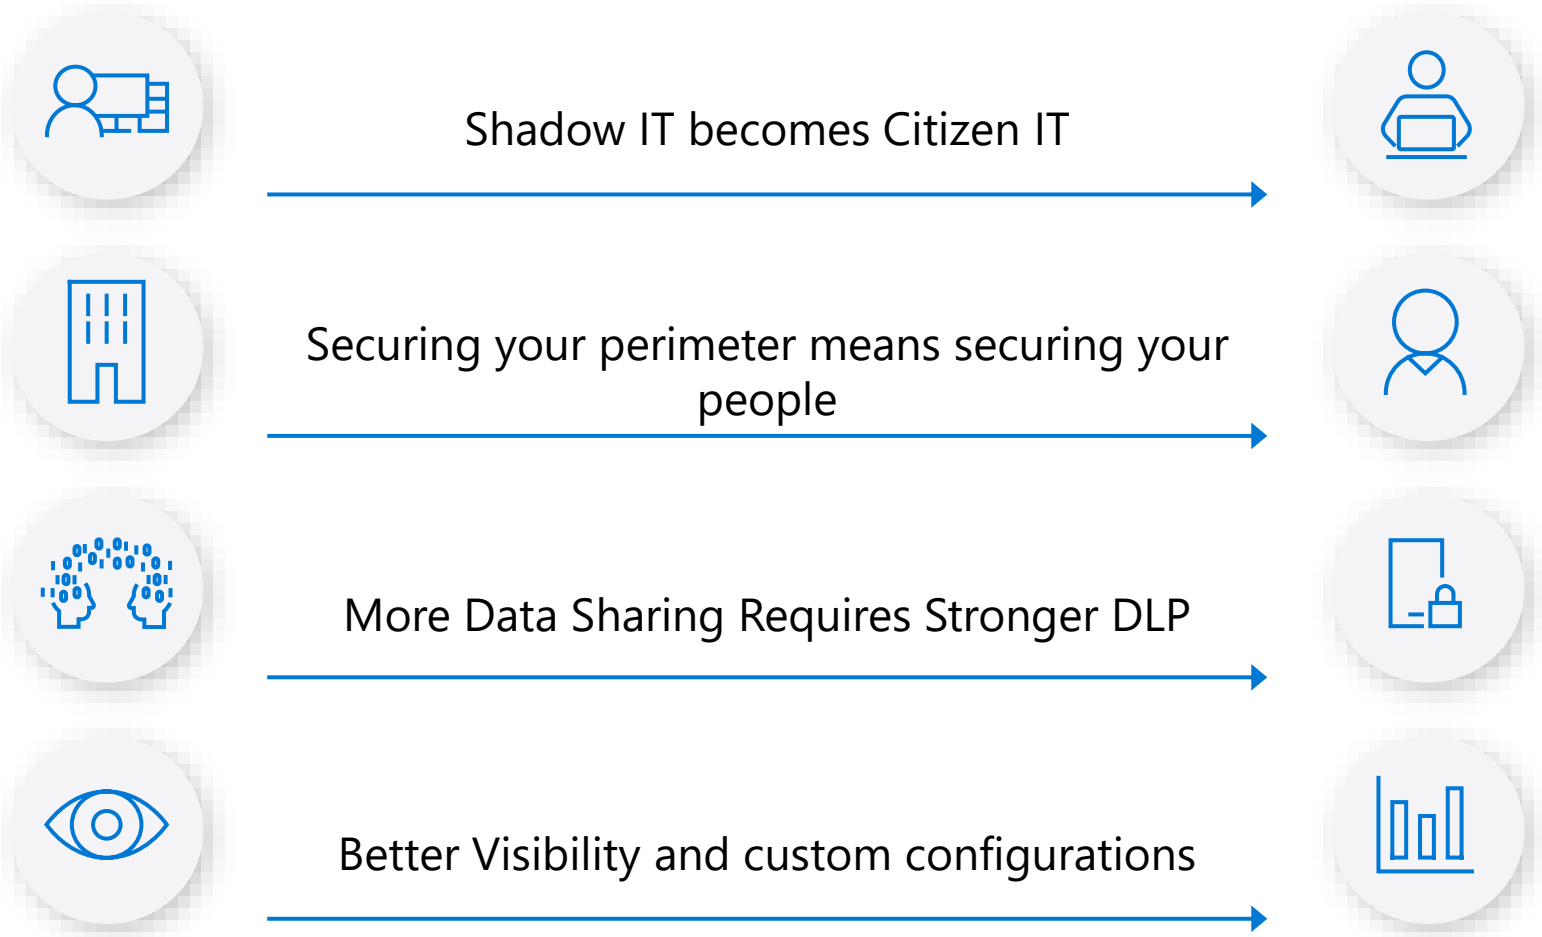 Shadow IT becomes Citizen IT
Securing your perimeter means securing your
people
More Data Sharing Requires Stronger DLP
Better Visibility and custom configurations